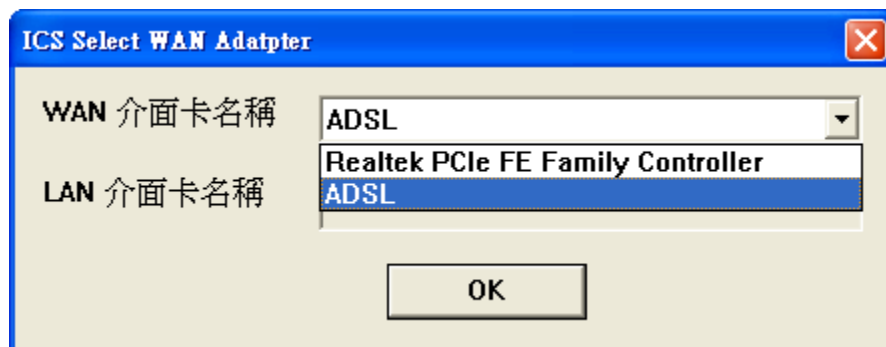 ICS Select WAN Adatpter
WAN 介面卡名稱
ADSL
Realtek PCIe FE Family Controller
LAN 介面卡名稱
ADSL
OK